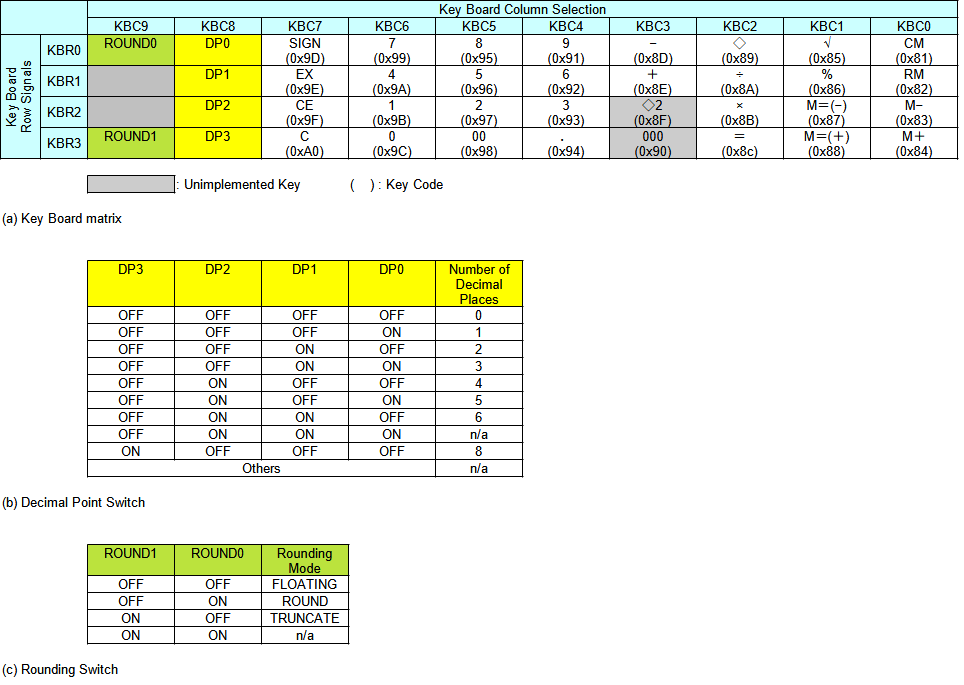 Key Board Column Selection
KBC9 KBC8 KBC7 KBC6 KBC5 KBC4 KBC3 KBC2 KBC1 KBC0
Key Board
Row Signals
KBR0 ROUND0 DP0 SIGN 7 8 9 − ◇ √ CM
(0x9D) (0x99) (0x95) (0x91) (0x8D) (0x89) (0x85) (0x81)
KBR1 DP1 EX 4 5 6 + ÷ % RM
(0x9E) (0x9A) (0x96) (0x92) (0x8E) (0x8A) (0x86) (0x82)
KBR2 DP2 CE 1 2 3 ◇2 × M=(−) M−
(0x9F) (0x9B) (0x97) (0x93) (0x8F) (0x8B) (0x87) (0x83)
KBR3 ROUND1 DP3 C 0 00 . 000 = M=(+) M+
(0xA0) (0x9C) (0x98) (0x94) (0x90) (0x8c) (0x88) (0x84)
: Unimplemented Key ( ) : Key Code
(a) Key Board matrix
DP3 DP2 DP1 DP0 Number of
Decimal
Places
OFF OFF OFF OFF 0
OFF OFF OFF ON 1
OFF OFF ON OFF 2
OFF OFF ON ON 3
OFF ON OFF OFF 4
OFF ON OFF ON 5
OFF ON ON OFF 6
OFF ON ON ON n/a
ON OFF OFF OFF 8
Others n/a
(b) Decimal Point Switch
ROUND1 ROUND0 Rounding
Mode
OFF OFF FLOATING
OFF ON ROUND
ON OFF TRUNCATE
ON ON n/a
(c) Rounding Switch